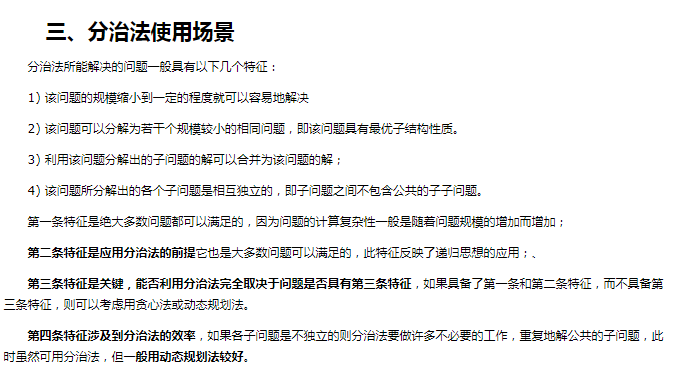 三、分治法使用场景
分治法所能解决的问题一般具有以下几个特征：
1) 该问题的规模缩小到一定的程度就可以容易地解决
2) 该问题可以分解为若干个规模较小的相同问题，即该问题具有最优子结构性质。
3) 利用该问题分解出的子问题的解可以合并为该问题的解；
4) 该问题所分解出的各个子问题是相互独立的，即子问题之间不包含公共的子子问题。
第一条特征是绝大多数问题都可以满足的，因为问题的计算复杂性一般是随着问题规模的增加而增加；
第二条特征是应用分治法的前提它也是大多数问题可以满足的，此特征反映了递归思想的应用；、
第三条特征是关键，能否利用分治法完全取决于问题是否具有第三条特征，如果具备了第一条和第二条特征，而不具备第
三条特征，则可以考虑用贪心法或动态规划法。
第四条特征涉及到分治法的效率，如果各子问题是不独立的则分治法要做许多不必要的工作，重复地解公共的子问题，此
时虽然可用分治法，但一般用动态规划法较好。